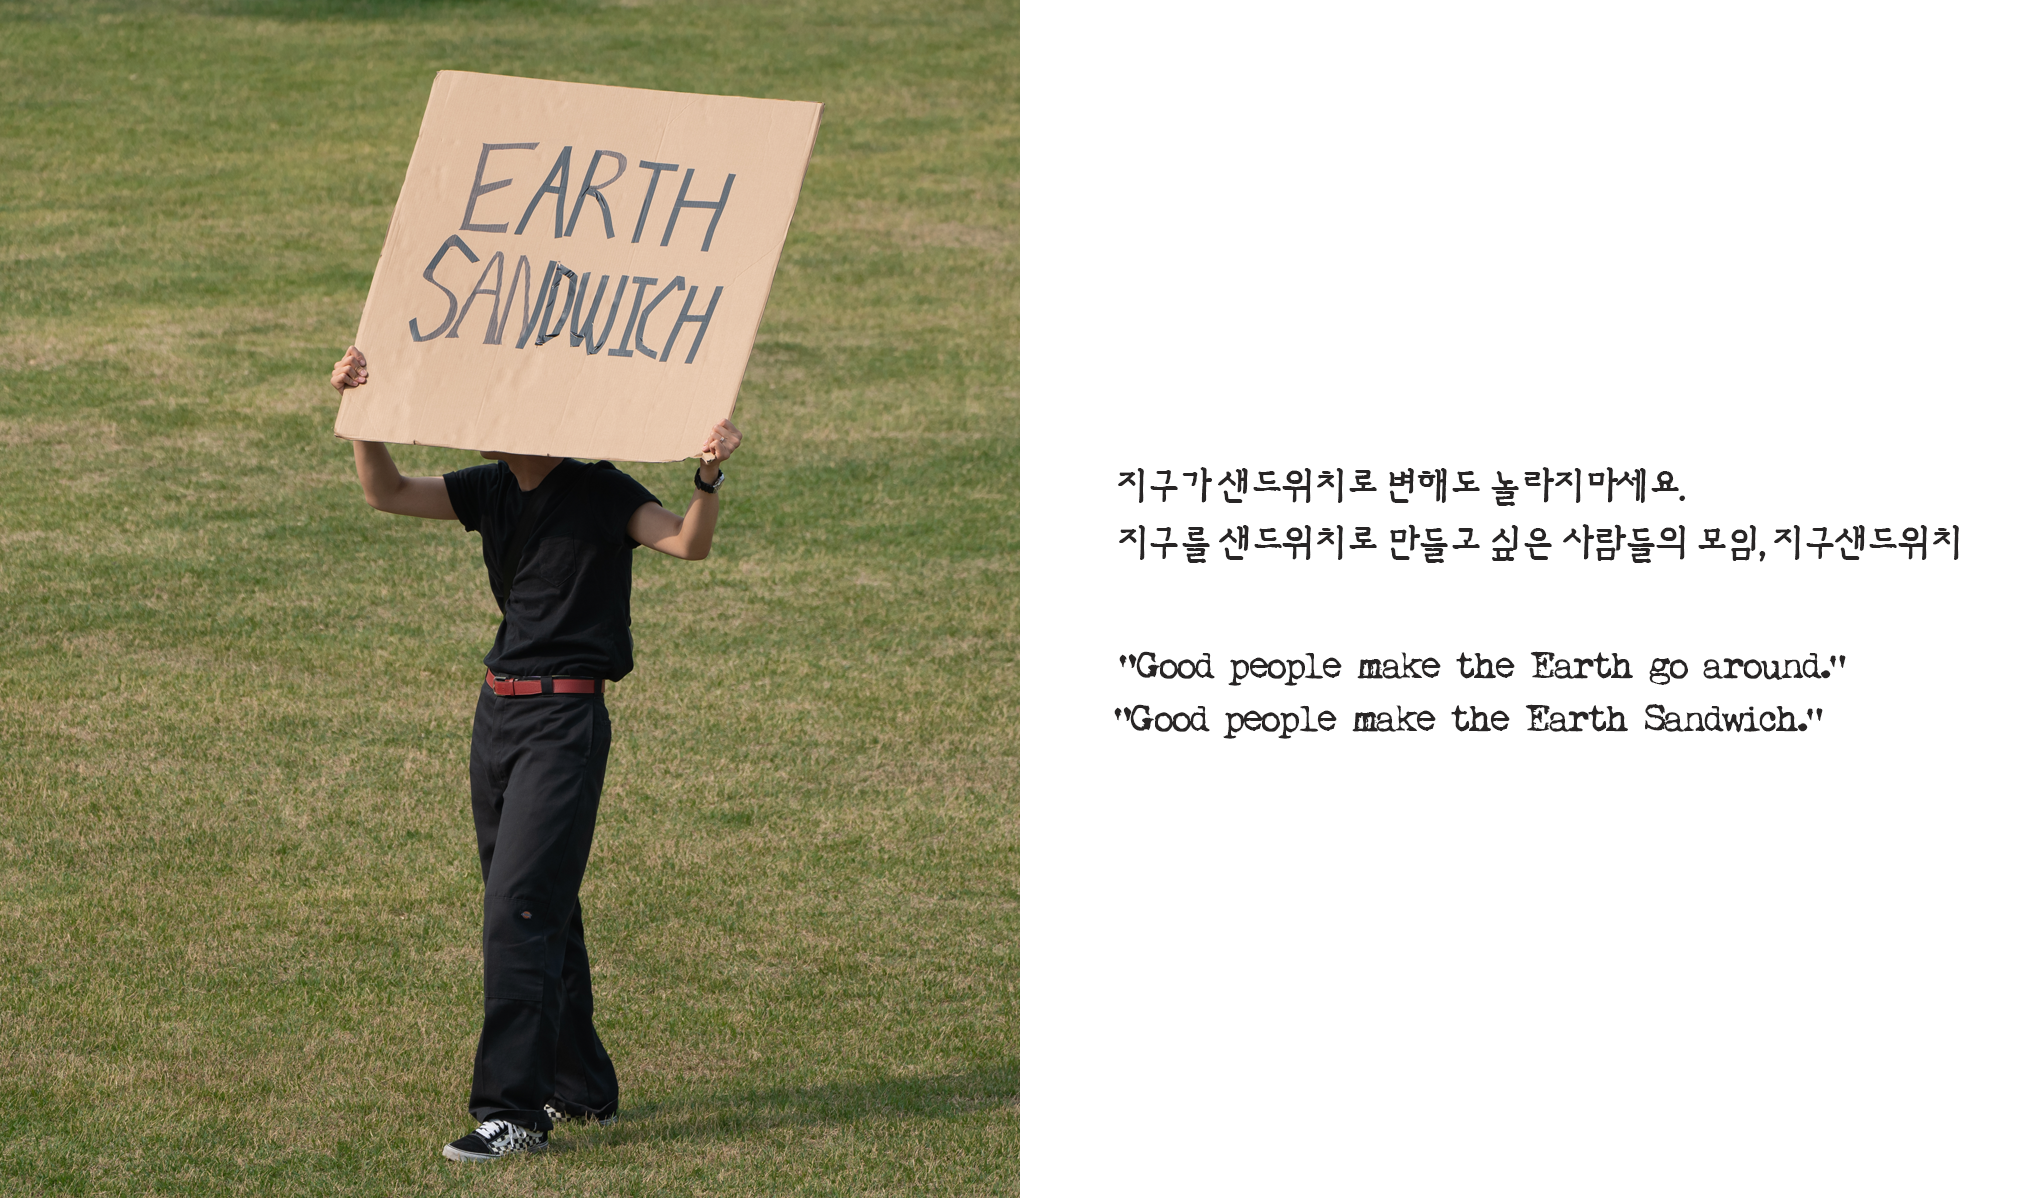 EARTH
SANDWICH
지구가 샌드위치로 변해도 놀라지마세요.
지구를 샌드위치로 만들고 싶은 사람들의 모임, 지구샌드위치
"Good people make the Earth go around."
"Good people make the Earth Sandwich."